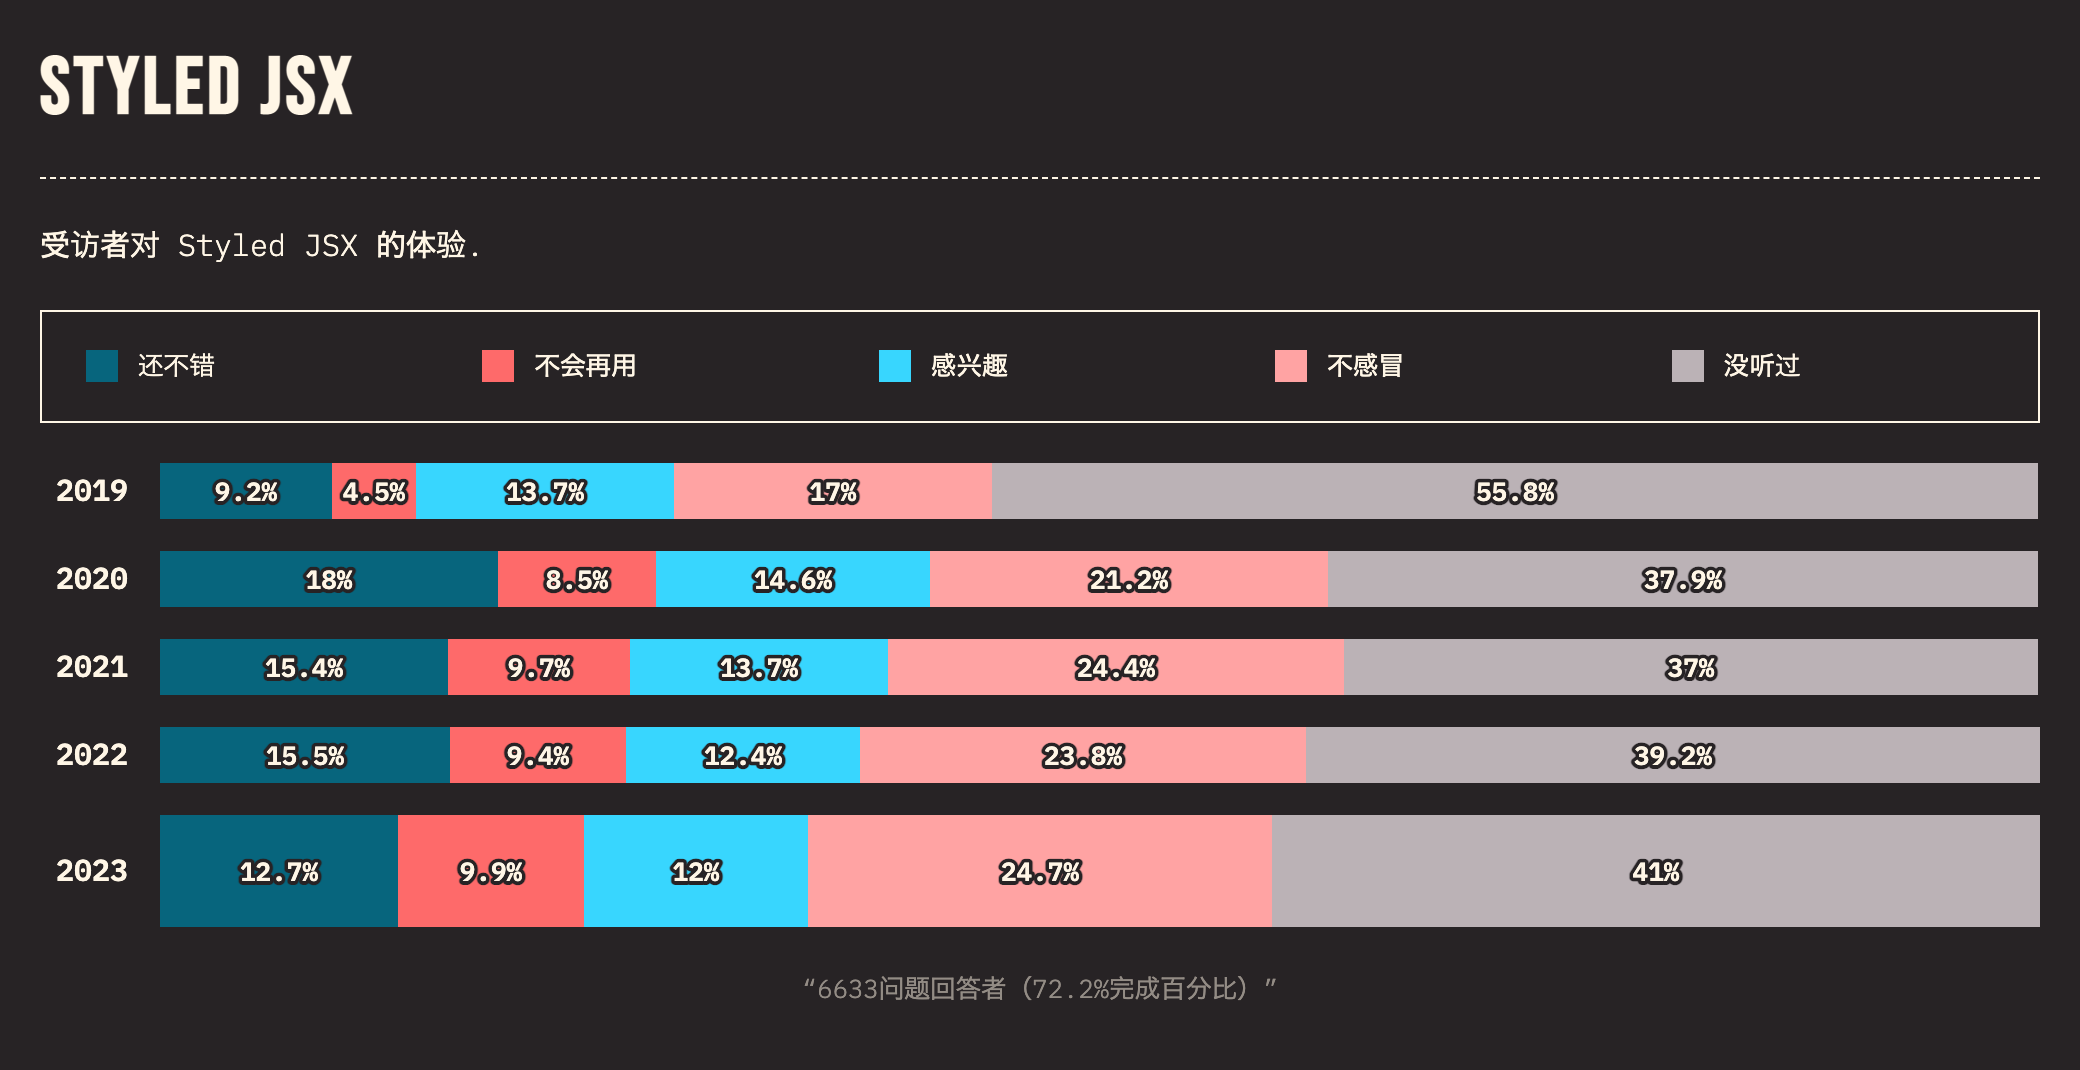 STYLED JSX
受访者对 Styled JSX 的体验.
还不错 不会再用 感兴趣 不感冒 没听过
2019 9.2% 4.5% 13.7% 17% 55.8%
2020 18% 8.5% 14.6% 21.2% 37.9%
2021 15.4% 9.7% 13.7% 24.4% 37%
2022 15.5% 9.4% 12.4% 23.8% 39.2%
2023 12.7% 9.9% 12% 24.7% 41%
“6633问题回答者（72.2%完成百分比）”